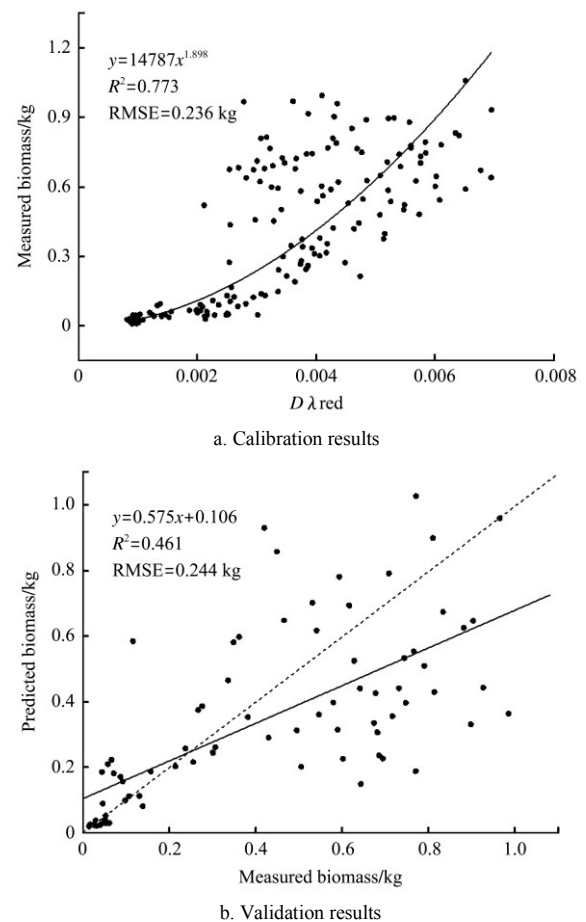 1.2
y=14787x^1.898
R²=0.773
0.9
RMSE=0.236 kg
Measured biomass/kg
0.6
0.3
0
0 0.002 0.004 0.006 0.008
D λ red
a. Calibration results
1.0
y=0.575x+0.106
R²=0.461
0.8
RMSE=0.244 kg
Predicted biomass/kg
0.6
0.4
0.2
0
0 0.2 0.4 0.6 0.8 1.0
Measured biomass/kg
b. Validation results